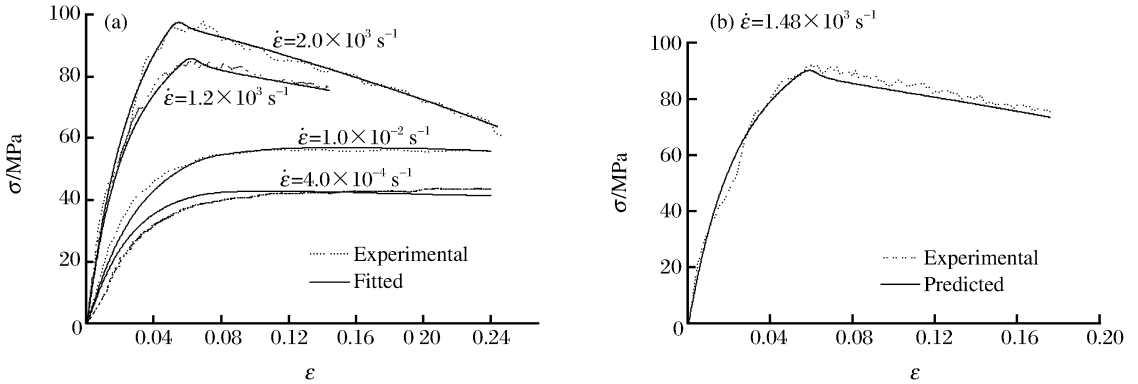 (a)
100
80
60
40
20
0
σ/MPa
ε̇=2.0×10³ s⁻¹
ε̇=1.2×10³ s⁻¹
ε̇=1.0×10⁻² s⁻¹
ε̇=4.0×10⁻⁴ s⁻¹
Experimental
Fitted
0.04 0.08 0.12 0 16 0 20 0.24
ε
(b) ε̇=1.48×10³ s⁻¹
100
80
60
40
20
0
σ/MPa
Experimental
Predicted
0.04 0.08 0.12 0.16 0.20
ε